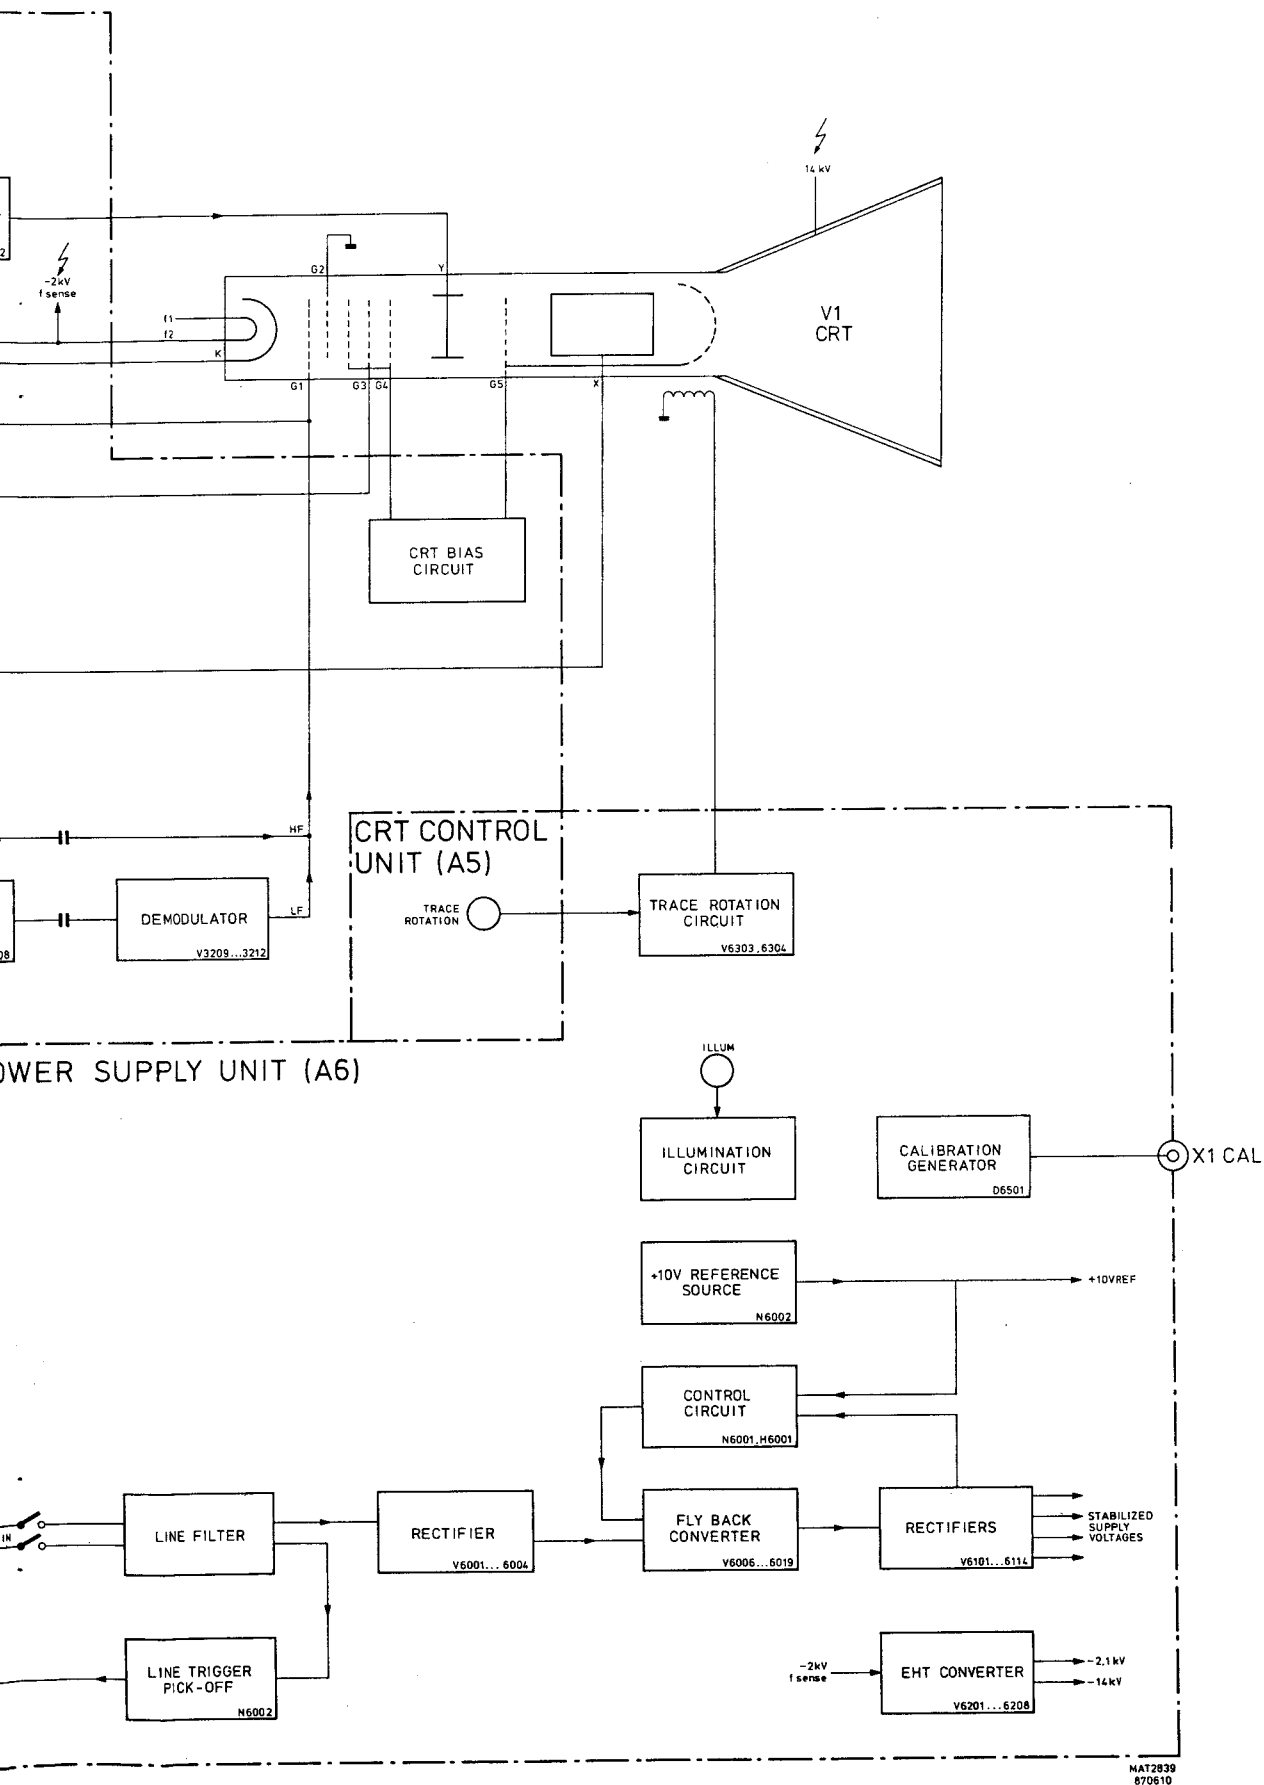 14 kV
2
-2kV
f sense
G2
Y
f1
f2
K
V1
CRT
G1
G3
G4
G5
X
CRT BIAS
CIRCUIT
HF
CRT CONTROL
UNIT (A5)
TRACE
ROTATION
TRACE ROTATION
CIRCUIT
V6303,6304
DEMODULATOR
LF
V3209...3212
08
OWER SUPPLY UNIT (A6)
ILLUM
ILLUMINATION
CIRCUIT
CALIBRATION
GENERATOR
D6501
X1 CAL
+10V REFERENCE
SOURCE
N6002
+10VREF
CONTROL
CIRCUIT
N6001,H6001
IN
LINE FILTER
RECTIFIER
V6001...6004
FLY BACK
CONVERTER
V6006...6019
RECTIFIERS
V6101...6114
STABILIZED
SUPPLY
VOLTAGES
LINE TRIGGER
PICK-OFF
N6002
-2kV
f sense
EHT CONVERTER
V6201...6208
-2,1kV
-14kV
MAT2839
870610